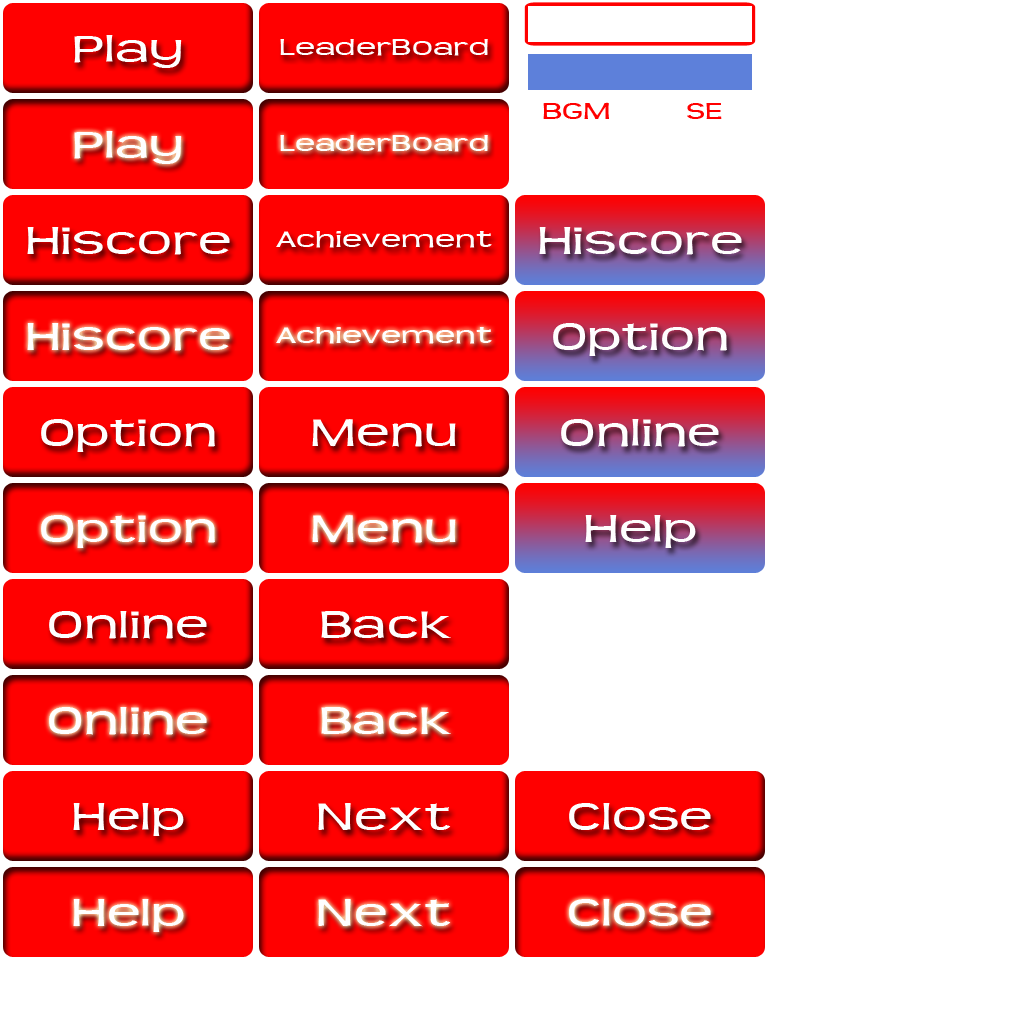 Play
LeaderBoard
BGM
SE
Play
LeaderBoard
Hiscore
Achievement
Hiscore
Hiscore
Achievement
Option
Option
Menu
Online
Option
Menu
Help
Online
Back
Online
Back
Help
Next
Close
Help
Next
Close